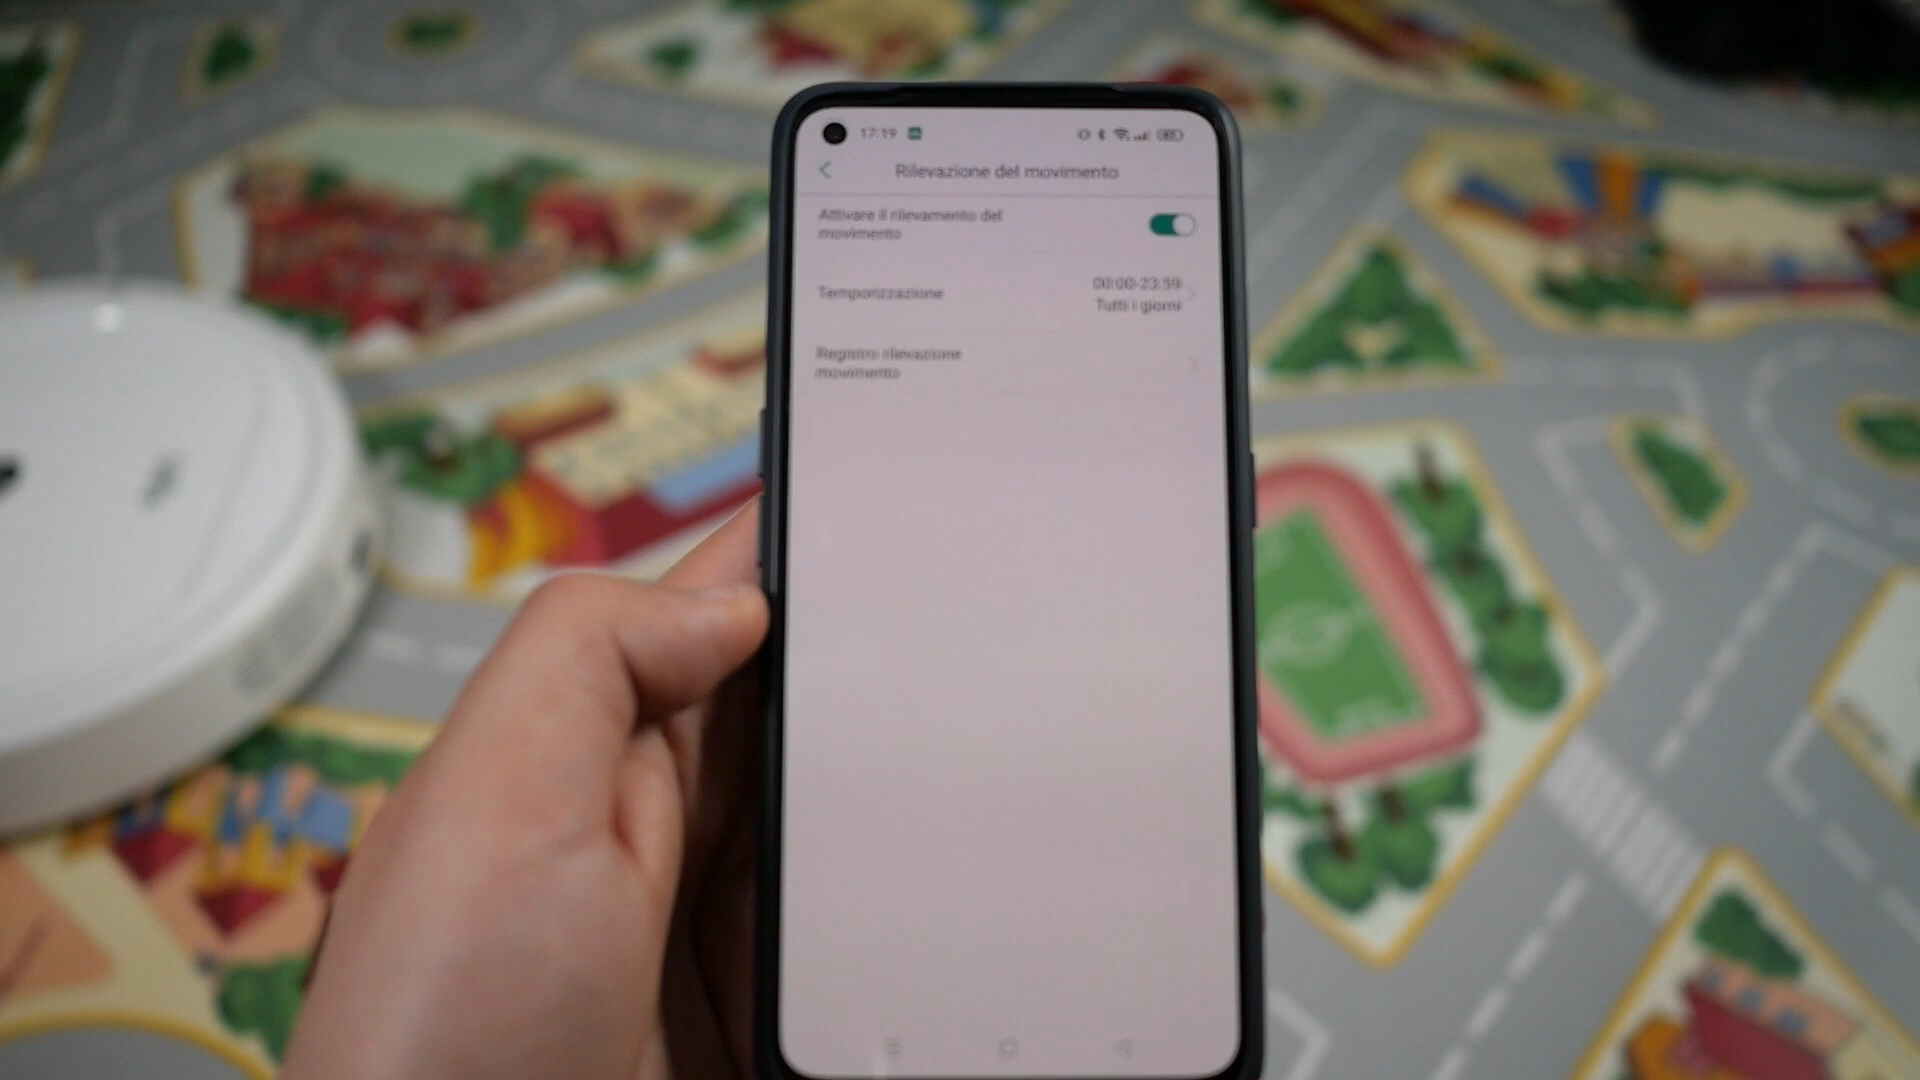 17:19
Rilevazione del movimento
Attivare il rilevamento del
movimento
Temporizzazione
00:00-23:59
Tutti i giorni
Registro rilevazione
movimento